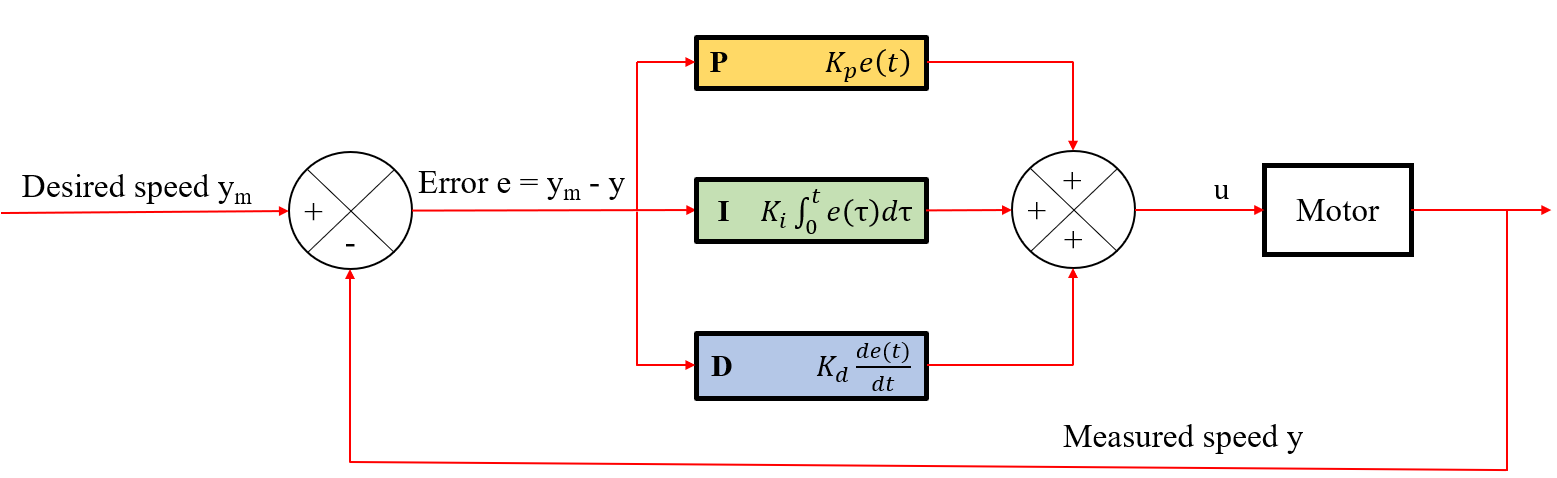 P K_p e(t)
Desired speed y_m
Error e = y_m - y
+
-
I K_i ∫_0^t e(τ)dτ
+
+
+
u
Motor
D K_d de(t)/dt
Measured speed y